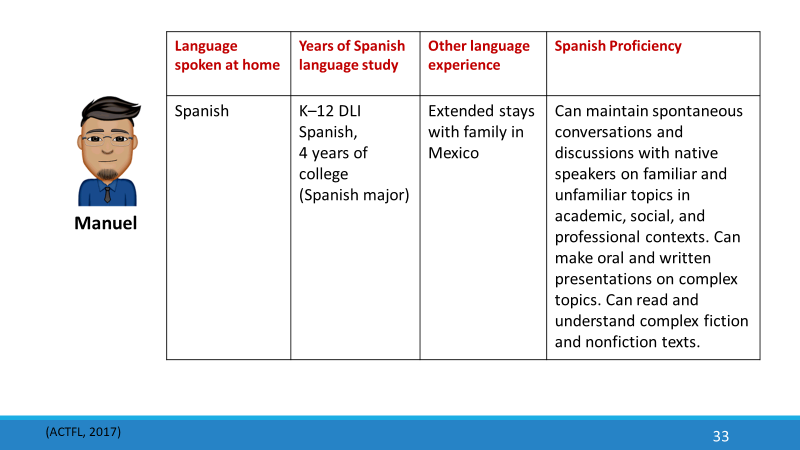 Language
spoken at home
Years of Spanish
language study
Other language
experience
Spanish Proficiency
Manuel
Spanish
K–12 DLI
Spanish,
4 years of
college
(Spanish major)
Extended stays
with family in
Mexico
Can maintain spontaneous
conversations and
discussions with native
speakers on familiar and
unfamiliar topics in
academic, social, and
professional contexts. Can
make oral and written
presentations on complex
topics. Can read and
understand complex fiction
and nonfiction texts.
(ACTFL, 2017)
33